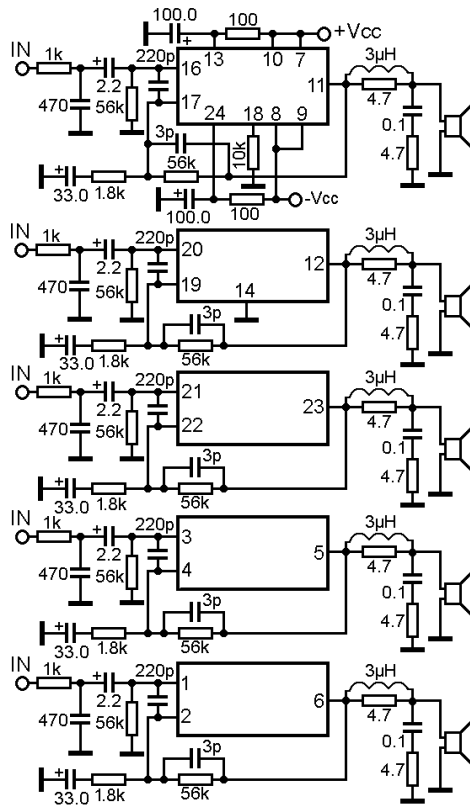 100.0 + 100 +Vcc
IN 1k + 220p 16 13 10 7 11 3µH
470 2.2 56k 17 24 18 8 9 4.7 0.1
3p 10k 4.7
+ 33.0 1.8k 56k
+ 100.0 100 -Vcc
IN 1k + 220p 20 12 3µH
470 2.2 56k 19 14 4.7 0.1
3p 4.7
+ 33.0 1.8k 56k
IN 1k + 220p 21 23 3µH
470 2.2 56k 22 4.7 0.1
3p 4.7
+ 33.0 1.8k 56k
IN 1k + 220p 3 5 3µH
470 2.2 56k 4 4.7 0.1
3p 4.7
+ 33.0 1.8k 56k
IN 1k + 220p 1 6 3µH
470 2.2 56k 2 4.7 0.1
3p 4.7
+ 33.0 1.8k 56k